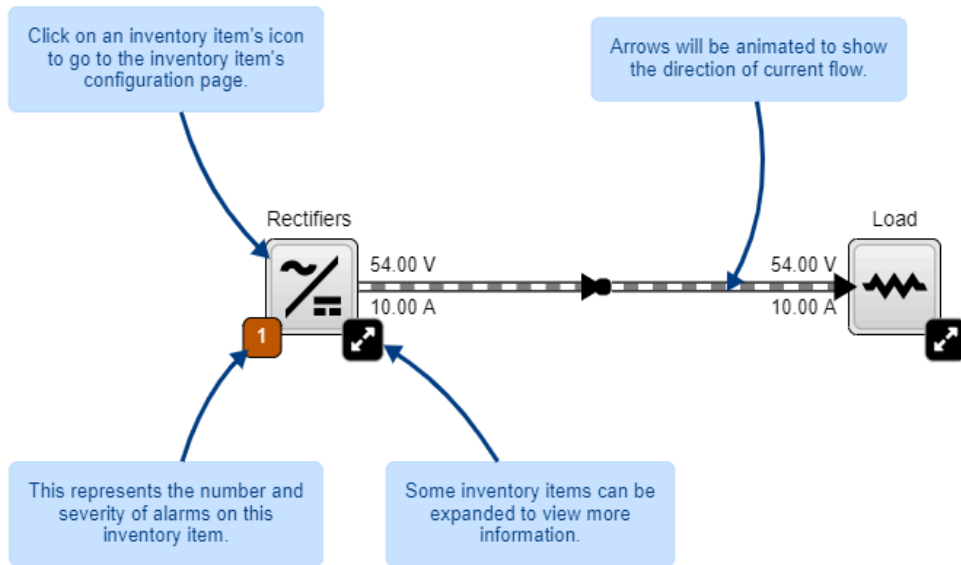 Click on an inventory item's icon
to go to the inventory item's
configuration page.
Arrows will be animated to show
the direction of current flow.
Rectifiers
Load
54.00 V
54.00 V
10.00 A
10.00 A
1
This represents the number and
severity of alarms on this
inventory item.
Some inventory items can be
expanded to view more
information.